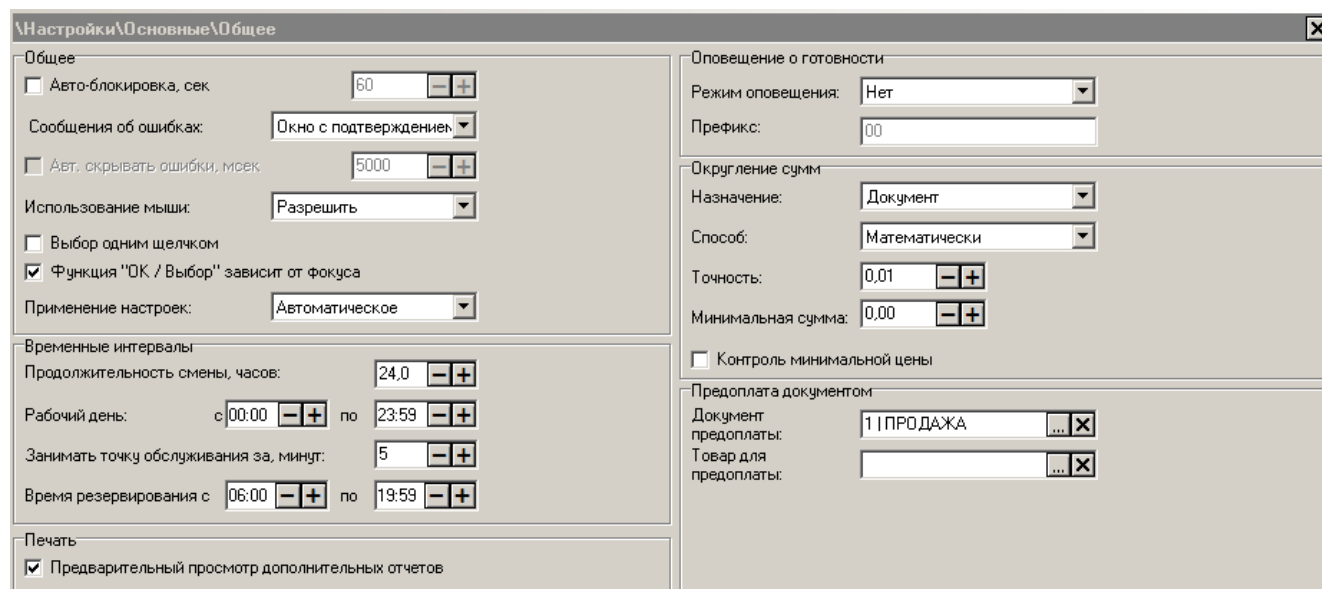 \Настройки\Основные\Общее
Общее
Авто-блокировка, сек 60
Сообщения об ошибках: Окно с подтверждением
Авт. скрывать ошибки, мсек 5000
Использование мыши: Разрешить
Выбор одним щелчком
Функция "ОК / Выбор" зависит от фокуса
Применение настроек: Автоматическое
Временные интервалы
Продолжительность смены, часов: 24,0
Рабочий день: с 00:00 по 23:59
Занимать точку обслуживания за, минут: 5
Время резервирования с 06:00 по 19:59
Печать
Предварительный просмотр дополнительных отчетов
Оповещение о готовности
Режим оповещения: Нет
Префикс: 00
Округление сумм
Назначение: Документ
Способ: Математически
Точность: 0,01
Минимальная сумма: 0,00
Контроль минимальной цены
Предоплата документом
Документ
предоплаты: 1 | ПРОДАЖА ...
Товар для
предоплаты: ...